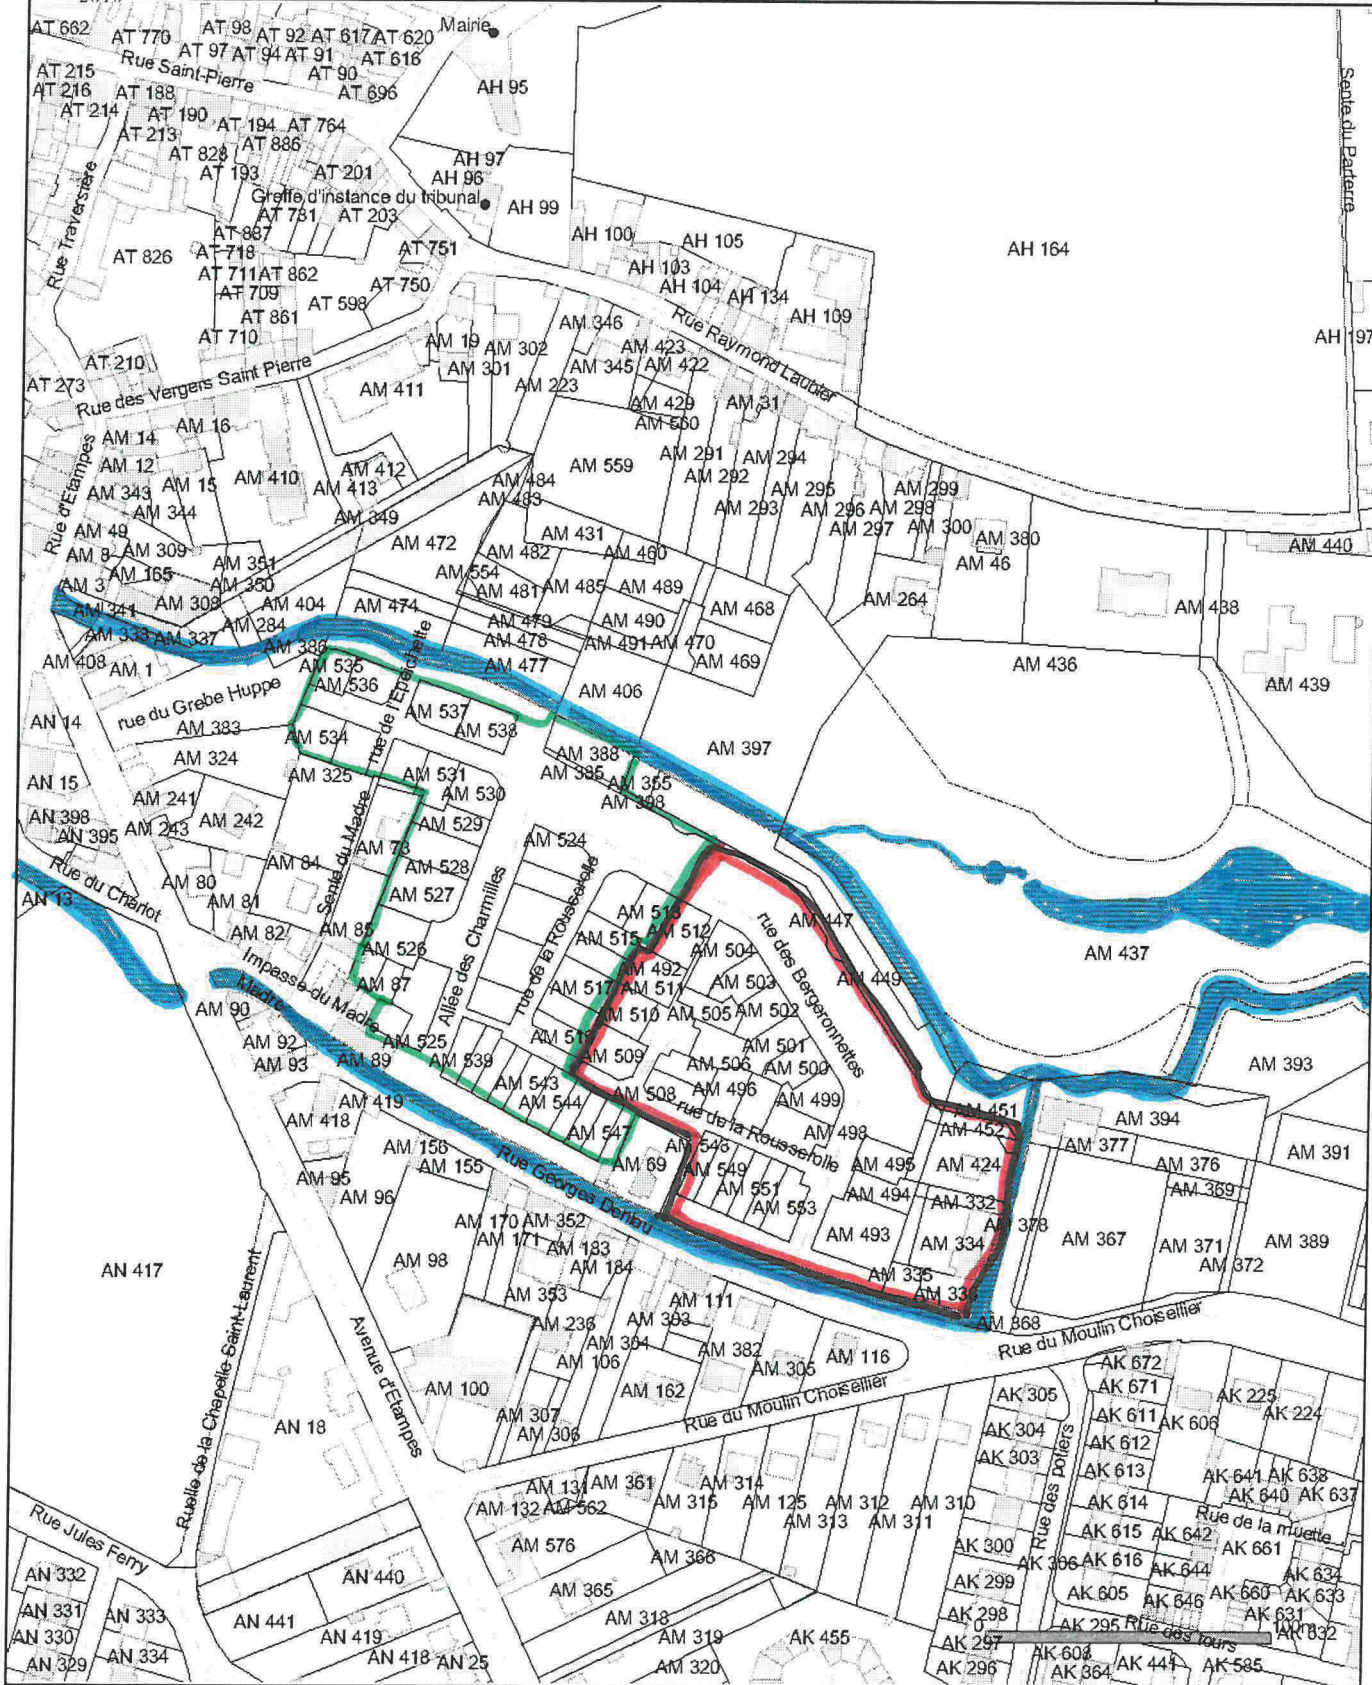 AT 662
AT 770
AT 98
AT 92
AT 617
AT 620
Mairie
AT 97
AT 94
AT 91
AT 616
Rue Saint-Pierre
AT 90
AT 696
AH 95
Sente du Parterre
AT 215
AT 216
AT 188
AT 214
AT 190
AT 213
AT 194
AT 764
AT 886
AT 828
AT 193
AT 201
AH 97
AH 96
Greffe d'instance du tribunal
AH 99
AT 731
AT 203
Rue Traversière
AT 887
AH 100
AH 105
AH 164
AT 826
AT 718
AT 751
AT 711
AT 862
AH 103
AH 104
AT 709
AT 598
AT 750
AH 134
AT 861
AH 109
AT 710
AM 346
Rue Raymond Laubier
AH 197
AM 19
AM 302
AM 423
AT 210
AM 301
AM 345
AM 422
AT 273
Rue des Vergers Saint Pierre
AM 411
AM 223
AM 429
AM 31
AM 560
AM 16
AM 14
AM 12
AM 15
AM 410
AM 412
AM 413
AM 559
AM 291
AM 292
AM 294
AM 484
AM 483
AM 343
AM 344
AM 349
AM 293
AM 295
AM 296
AM 299
AM 298
AM 297
AM 300
AM 380
AM 440
Rue d'Etampes
AM 49
AM 8
AM 309
AM 472
AM 431
AM 482
AM 460
AM 46
AM 351
AM 165
AM 350
AM 3
AM 554
AM 481
AM 485
AM 489
AM 341
AM 308
AM 404
AM 474
AM 468
AM 264
AM 438
AM 284
AM 479
AM 490
AM 333
AM 337
AM 386
AM 478
AM 491
AM 470
AM 408
AM 1
AM 535
AM 477
AM 469
AM 436
AM 439
AM 536
AM 406
rue du Grebe Huppe
rue de l'Epeichette
AN 14
AM 383
AM 537
AM 538
AM 534
AM 324
AM 388
AM 397
AM 325
AM 531
AM 385
AN 15
AM 241
AM 530
AM 355
AM 398
AN 398
AM 243
AM 242
AM 529
AN 395
AM 84
AM 73
AM 524
Rue du Charlot
Sente du Madre
AM 528
AM 80
AM 527
AN 13
AM 81
AM 82
AM 85
AM 513
AM 512
AM 447
AM 526
AM 515
AM 504
AM 437
Allée des Charmilles
rue de la Rousserolle
rue des Bergeronnettes
AM 492
AM 503
AM 449
Impasse du Madre
AM 87
AM 517
AM 511
Madre
AM 90
AM 510
AM 505
AM 502
AM 92
AM 525
AM 93
AM 89
AM 539
AM 509
AM 501
AM 506
AM 500
AM 393
AM 543
AM 508
AM 496
AM 419
AM 544
AM 499
AM 451
AM 394
AM 418
rue de la Rousserolle
AM 452
AM 547
AM 498
AM 377
AM 156
AM 155
AM 69
AM 549
AM 495
AM 424
AM 376
AM 391
AM 95
AM 96
AM 551
AM 494
AM 369
AM 553
AM 332
Rue Georges Deniau
AM 170
AM 352
AM 493
AM 378
AM 171
AM 183
AM 334
AM 367
AM 371
AM 389
AM 98
AM 184
AM 372
AN 417
AM 335
AM 353
AM 111
AM 236
AM 368
AM 304
AM 382
Rue du Moulin Choisellier
AM 106
AM 305
AM 116
AK 672
AM 100
AM 162
AK 305
AK 671
AK 225
Rue du Moulin Choisellier
AK 611
AK 606
AK 224
AM 307
AK 304
AM 306
AK 303
AK 612
Ruelle de la Chapelle Saint-Laurent
Avenue d'Etampes
AN 18
AK 613
AK 641
AK 638
AM 131
AM 361
AM 314
AK 640
AK 637
AM 132
AM 562
AM 315
AM 125
AM 312
AM 310
AK 614
Rue de la muette
AM 313
AM 311
Rue des potiers
Rue Jules Ferry
AK 615
AK 642
AM 576
AK 300
AK 661
AM 366
AK 616
AK 644
AK 634
AN 332
AN 440
AM 365
AK 299
AK 605
AK 660
AK 633
AN 331
AN 333
AN 441
AM 318
AK 298
AK 646
AK 631
AN 330
AN 419
AM 319
AK 455
0
AK 295
Rue des tours
100m
AK 632
AK 297
AN 334
AN 418
AN 25
AK 608
AN 329
AM 320
AK 296
AK 364
AK 441
AK 585